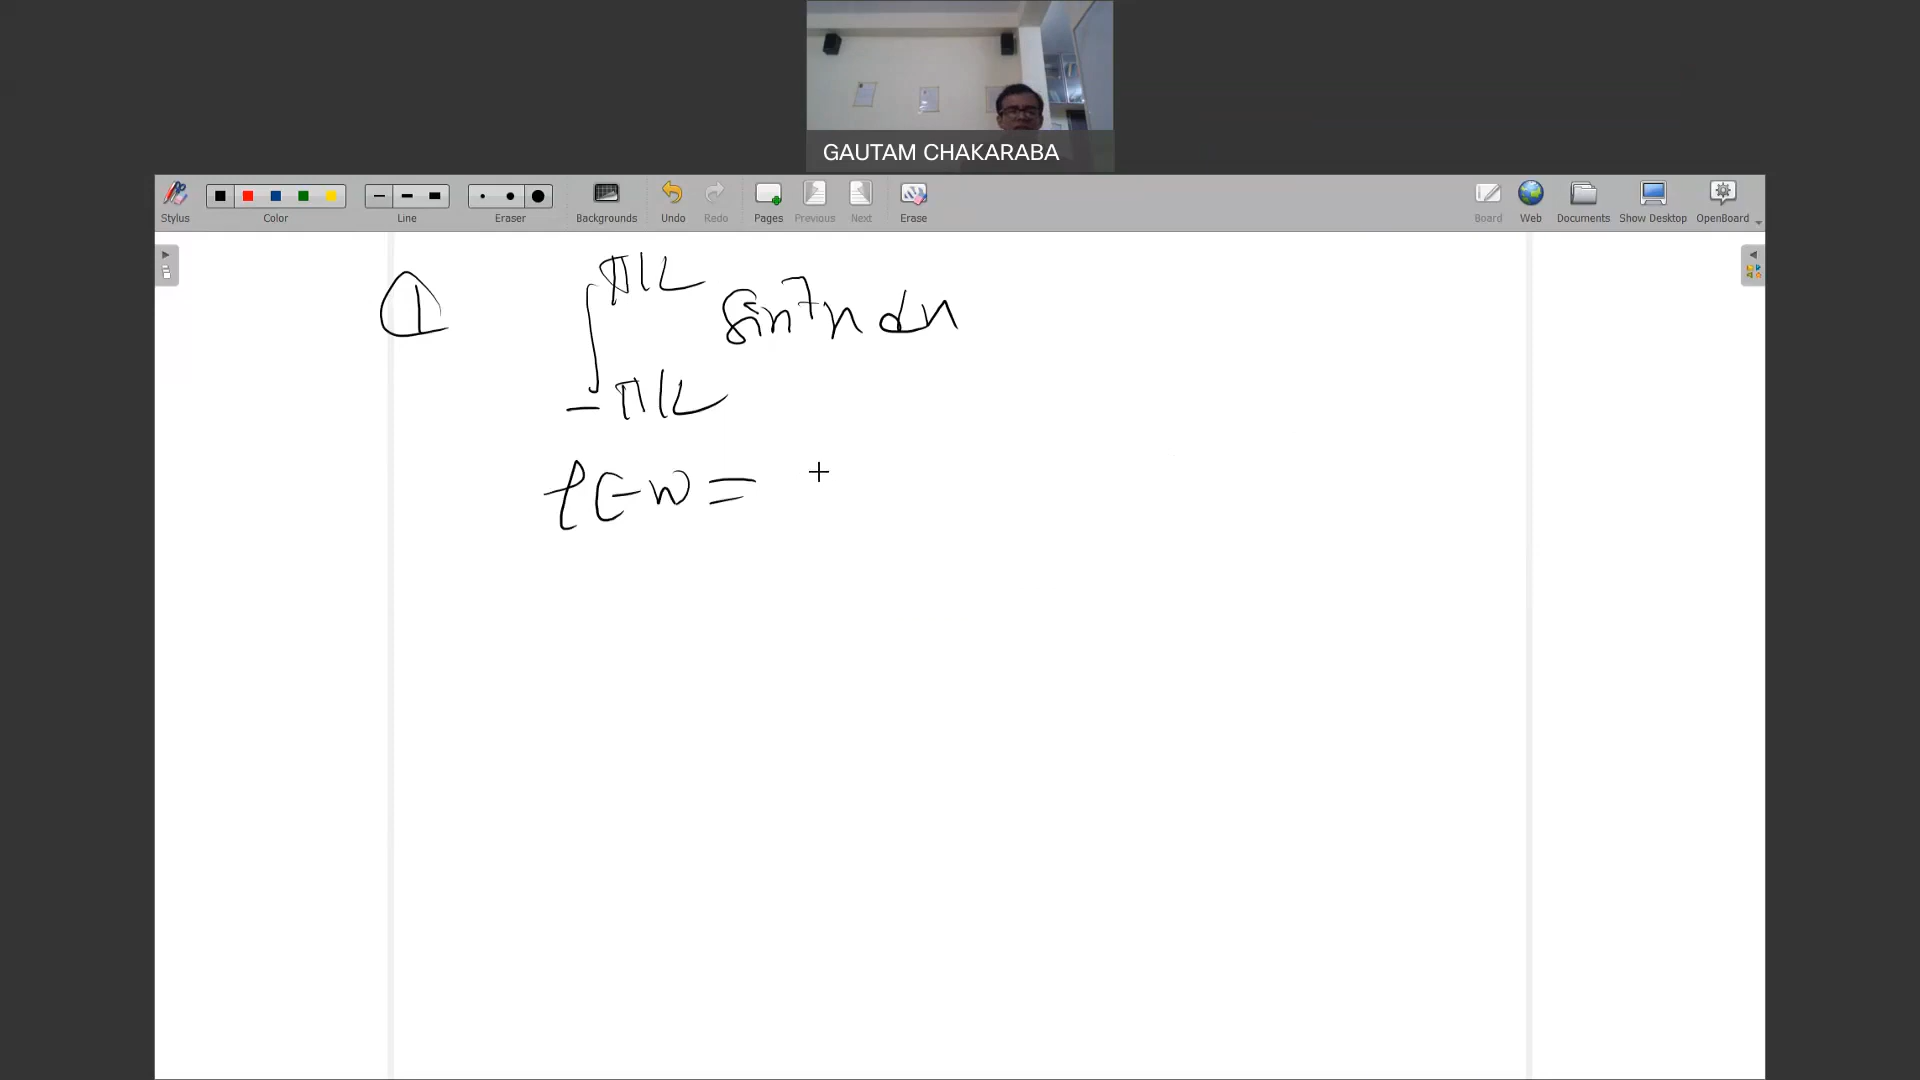 GAUTAM CHAKARABA
Stylus Color Line Eraser Backgrounds Undo Redo Pages Previous Next Erase Board Web Documents Show Desktop OpenBoard
① ∫_{-π/2}^{π/2} sin⁷x dx
f(-x) =